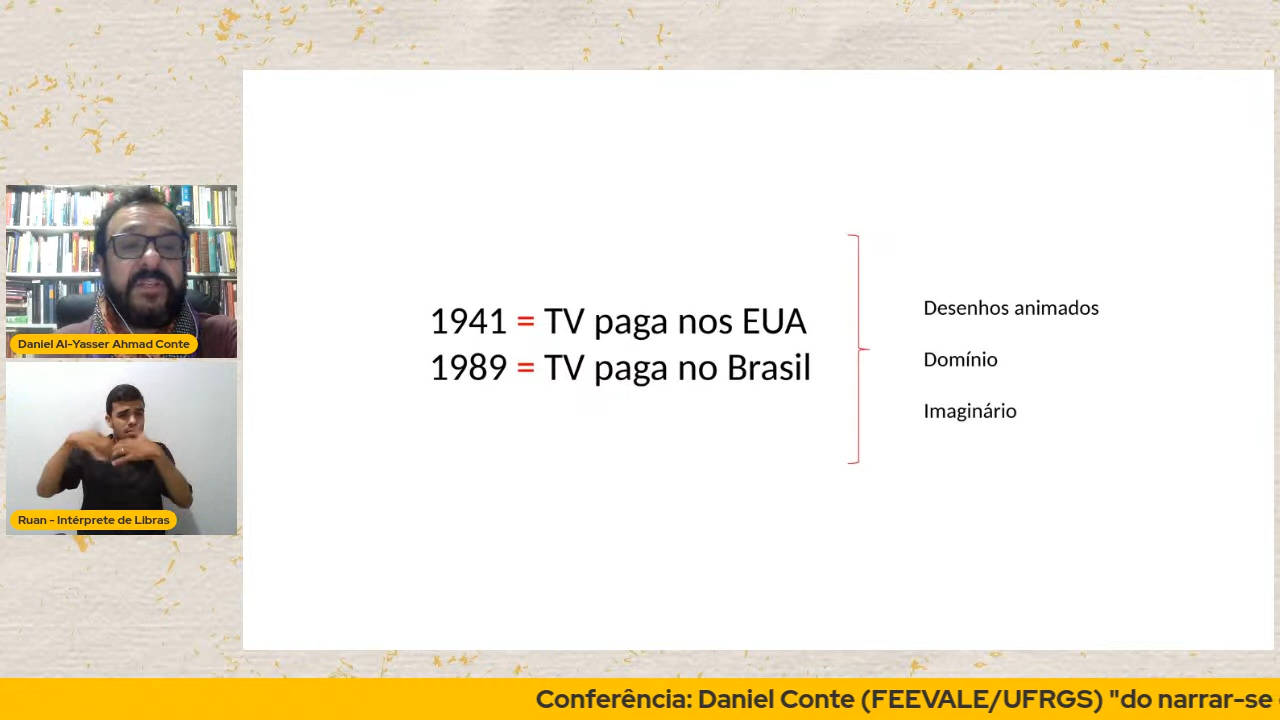 1941 = TV paga nos EUA
1989 = TV paga no Brasil
Desenhos animados
Domínio
Imaginário
Daniel Al-Yasser Ahmad Conte
Ruan - Intérprete de Libras
Conferência: Daniel Conte (FEEVALE/UFRGS) "do narrar-se